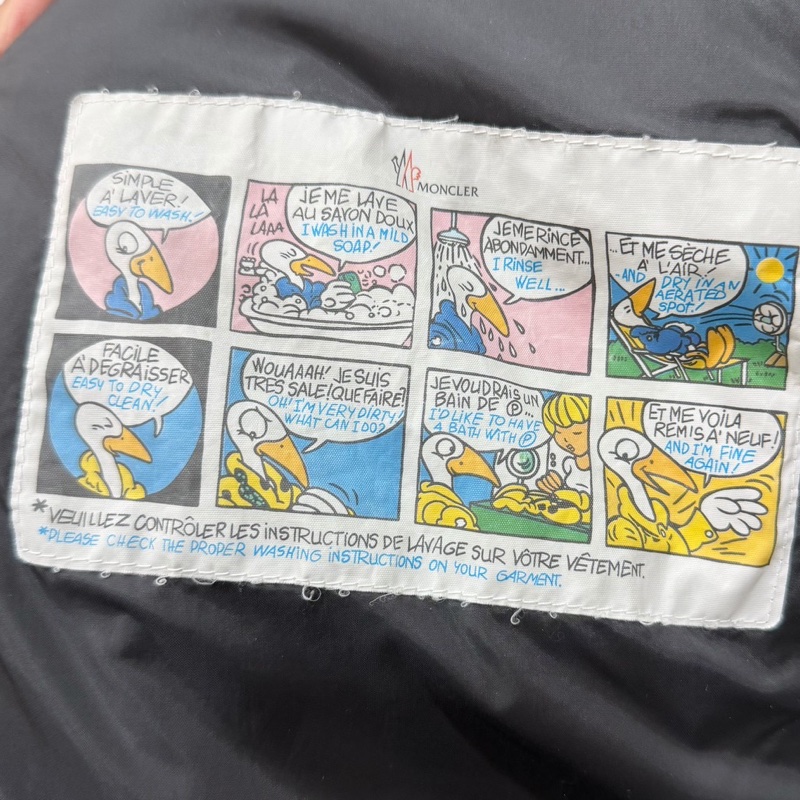 MONCLER
SIMPLE
A' LAVER!
EASY TO WASH!
LA
LA
LAAA
JE ME LAVE
AU SAVON DOUX
I WASH IN A MILD
SOAP!
JE ME RINCE
ABONDAMMENT...
I RINSE
WELL...
...ET ME SÈCHE
A' L'AIR!
AND DRY IN AN
AERATED
SPOT!
FACILE
A' DEGRAISSER
EASY TO DRY
CLEAN!
WOUAAAH! JE SUIS
TRES SALE! QUE FAIRE?
OH! I'M VERY DIRTY!
WHAT CAN I DO?
JE VOUDRAIS UN
BAIN DE Ⓟ...
I'D LIKE TO HAVE
A BATH WITH Ⓟ
ET ME VOILA
REMIS A' NEUF!
AND I'M FINE
AGAIN!
*VEUILLEZ CONTRÔLER LES INSTRUCTIONS DE LAVAGE SUR VÔTRE VÊTEMENT.
*PLEASE CHECK THE PROPER WASHING INSTRUCTIONS ON YOUR GARMENT.